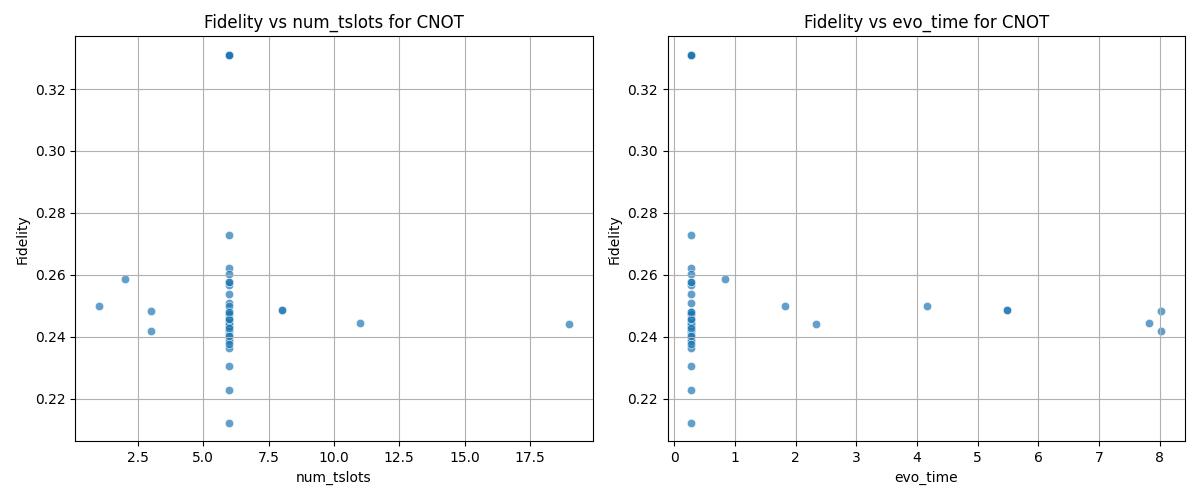 Fidelity vs num_tslots for CNOT
0.32
0.30
0.28
0.26
0.24
0.22
Fidelity
2.5 5.0 7.5 10.0 12.5 15.0 17.5
num_tslots
Fidelity vs evo_time for CNOT
0.32
0.30
0.28
0.26
0.24
0.22
Fidelity
0 1 2 3 4 5 6 7 8
evo_time